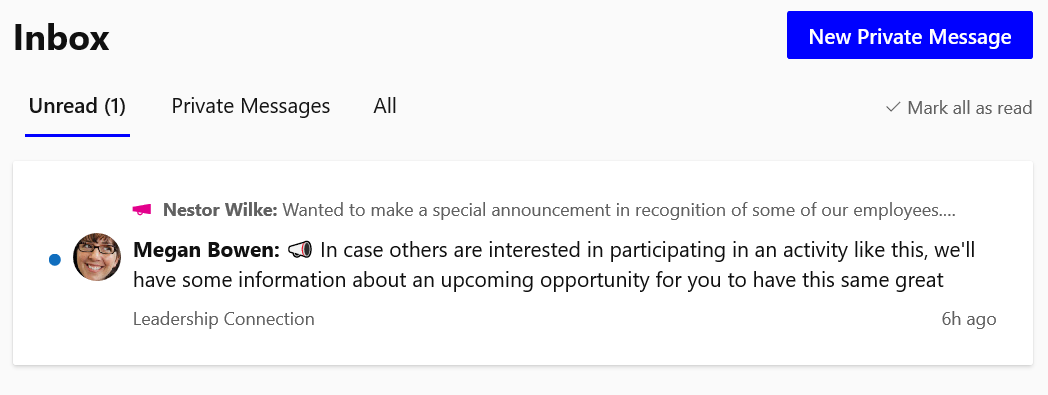 Inbox
New Private Message
Unread (1)
Private Messages
All
Mark all as read
Nestor Wilke: Wanted to make a special announcement in recognition of some of our employees....
Megan Bowen: 📣 In case others are interested in participating in an activity like this, we'll
have some information about an upcoming opportunity for you to have this same great
Leadership Connection
6h ago